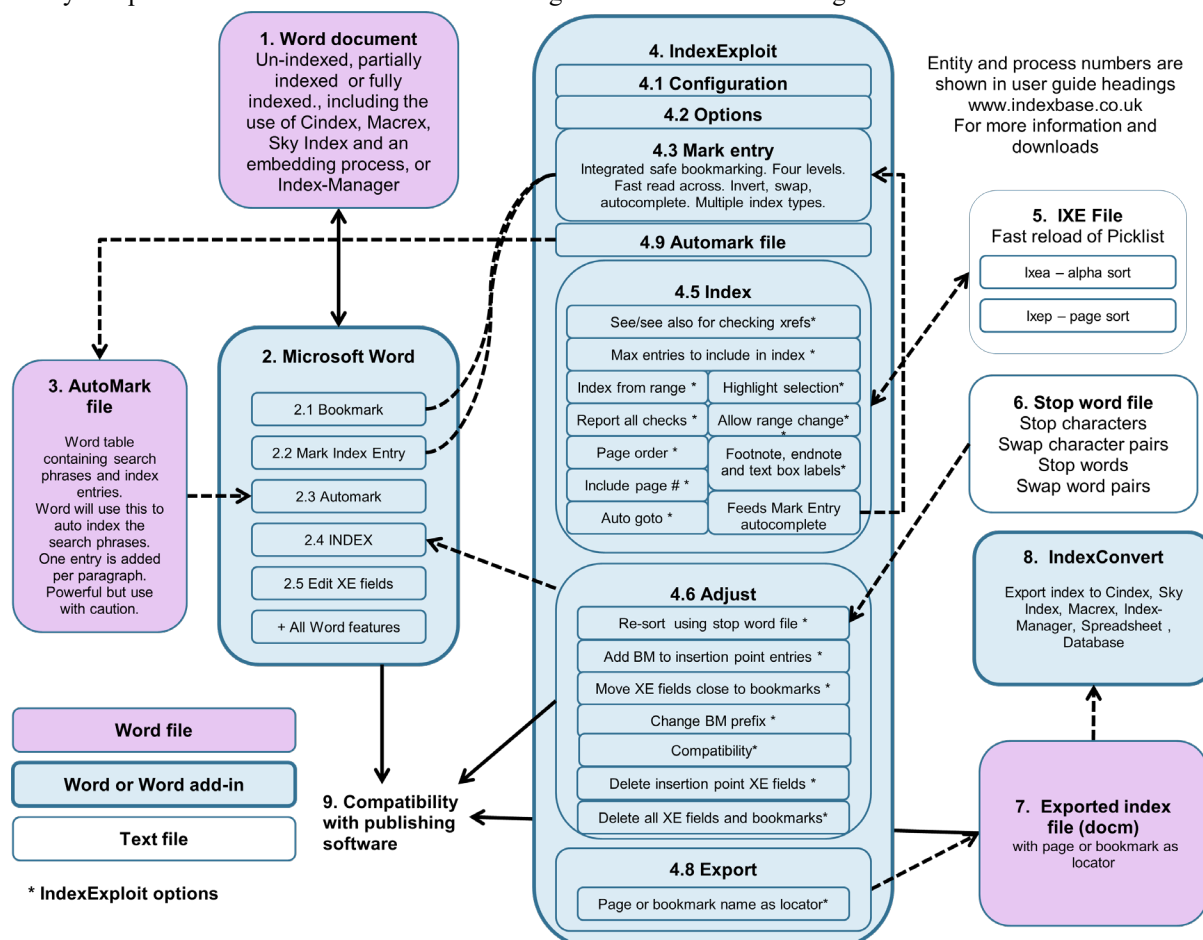 1. Word document
Un-indexed, partially
indexed or fully
indexed., including the
use of Cindex, Macrex,
Sky Index and an
embedding process, or
Index-Manager
4. IndexExploit
4.1 Configuration
4.2 Options
4.3 Mark entry
Integrated safe bookmarking. Four levels.
Fast read across. Invert, swap,
autocomplete. Multiple index types.
4.9 Automark file
4.5 Index
See/see also for checking xrefs*
Max entries to include in index *
Index from range *
Highlight selection*
Report all checks *
Allow range change*
*
Page order *
Footnote, endnote
and text box labels*
Include page # *
Auto goto *
Feeds Mark Entry
autocomplete
4.6 Adjust
Re-sort using stop word file *
Add BM to insertion point entries *
Move XE fields close to bookmarks *
Change BM prefix *
Compatibility*
Delete insertion point XE fields *
Delete all XE fields and bookmarks*
4.8 Export
Page or bookmark name as locator*
Entity and process numbers are
shown in user guide headings
www.indexbase.co.uk
For more information and
downloads
5. IXE File
Fast reload of Picklist
Ixea – alpha sort
Ixep – page sort
6. Stop word file
Stop characters
Swap character pairs
Stop words
Swap word pairs
8. IndexConvert
Export index to Cindex, Sky
Index, Macrex, Index-
Manager, Spreadsheet ,
Database
7. Exported index
file (docm)
with page or bookmark as
locator
2. Microsoft Word
2.1 Bookmark
2.2 Mark Index Entry
2.3 Automark
2.4 INDEX
2.5 Edit XE fields
+ All Word features
3. AutoMark
file
Word table
containing search
phrases and index
entries.
Word will use this to
auto index the
search phrases.
One entry is added
per paragraph.
Powerful but use
with caution.
Word file
Word or Word add-in
Text file
* IndexExploit options
9. Compatibility
with publishing
software